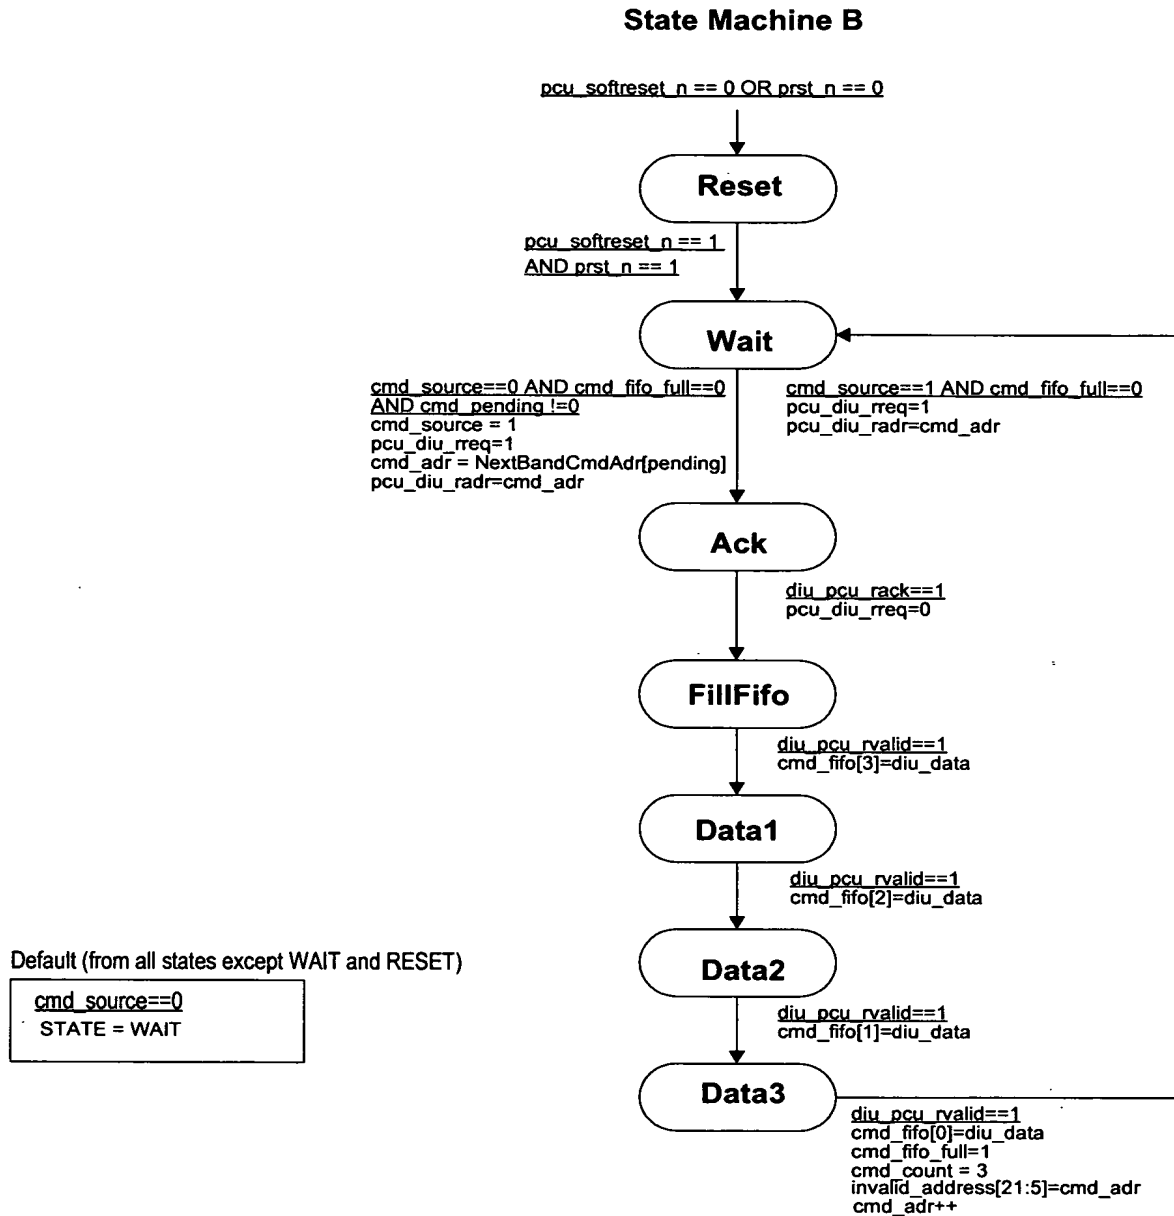 State Machine B
pcu_softreset_n == 0 OR prst_n == 0
Reset
pcu_softreset_n == 1
AND prst_n == 1
Wait
cmd_source==0 AND cmd_fifo_full==0
AND cmd_pending !=0
cmd_source = 1
pcu_diu_rreq=1
cmd_adr = NextBandCmdAdr[pending]
pcu_diu_radr=cmd_adr
cmd_source==1 AND cmd_fifo_full==0
pcu_diu_rreq=1
pcu_diu_radr=cmd_adr
Ack
diu_pcu_rack==1
pcu_diu_rreq=0
FillFifo
diu_pcu_rvalid==1
cmd_fifo[3]=diu_data
Data1
diu_pcu_rvalid==1
cmd_fifo[2]=diu_data
Data2
diu_pcu_rvalid==1
cmd_fifo[1]=diu_data
Default (from all states except WAIT and RESET)
cmd_source==0
STATE = WAIT
Data3
diu_pcu_rvalid==1
cmd_fifo[0]=diu_data
cmd_fifo_full=1
cmd_count = 3
invalid_address[21:5]=cmd_adr
cmd_adr++